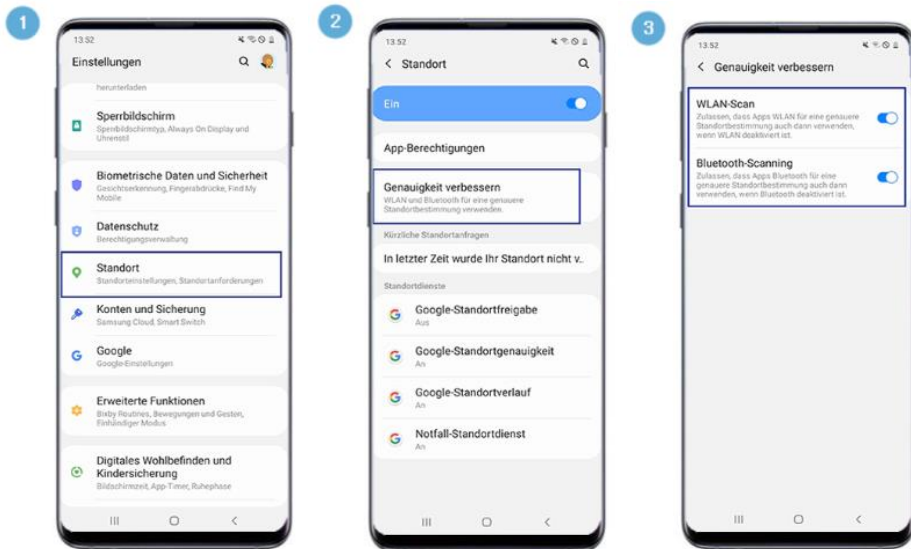 1
13:52
Einstellungen
herunterladen
Sperrbildschirm
Sperrbildschirmtyp, Always On Display und
Uhrenstil
Biometrische Daten und Sicherheit
Gesichtserkennung, Fingerabdrücke, Find My
Mobile
Datenschutz
Berechtigungsverwaltung
Standort
Standorteinstellungen, Standortanforderungen
Konten und Sicherung
Samsung Cloud, Smart Switch
Google
Google-Einstellungen
Erweiterte Funktionen
Bixby Routines, Bewegungen und Gesten,
Einhändiger Modus
Digitales Wohlbefinden und
Kindersicherung
Bildschirmzeit, App-Timer, Ruhephase
2
13:52
Standort
Ein
App-Berechtigungen
Genauigkeit verbessern
WLAN und Bluetooth für eine genauere
Standortbestimmung verwenden.
Kürzliche Standortanfragen
In letzter Zeit wurde Ihr Standort nicht v..
Standortdienste
Google-Standortfreigabe
Aus
Google-Standortgenauigkeit
An
Google-Standortverlauf
An
Notfall-Standortdienst
An
3
13:52
Genauigkeit verbessern
WLAN-Scan
Zulassen, dass Apps WLAN für eine genauere
Standortbestimmung auch dann verwenden,
wenn WLAN deaktiviert ist.
Bluetooth-Scanning
Zulassen, dass Apps Bluetooth für eine
genauere Standortbestimmung auch dann
verwenden, wenn Bluetooth deaktiviert ist.